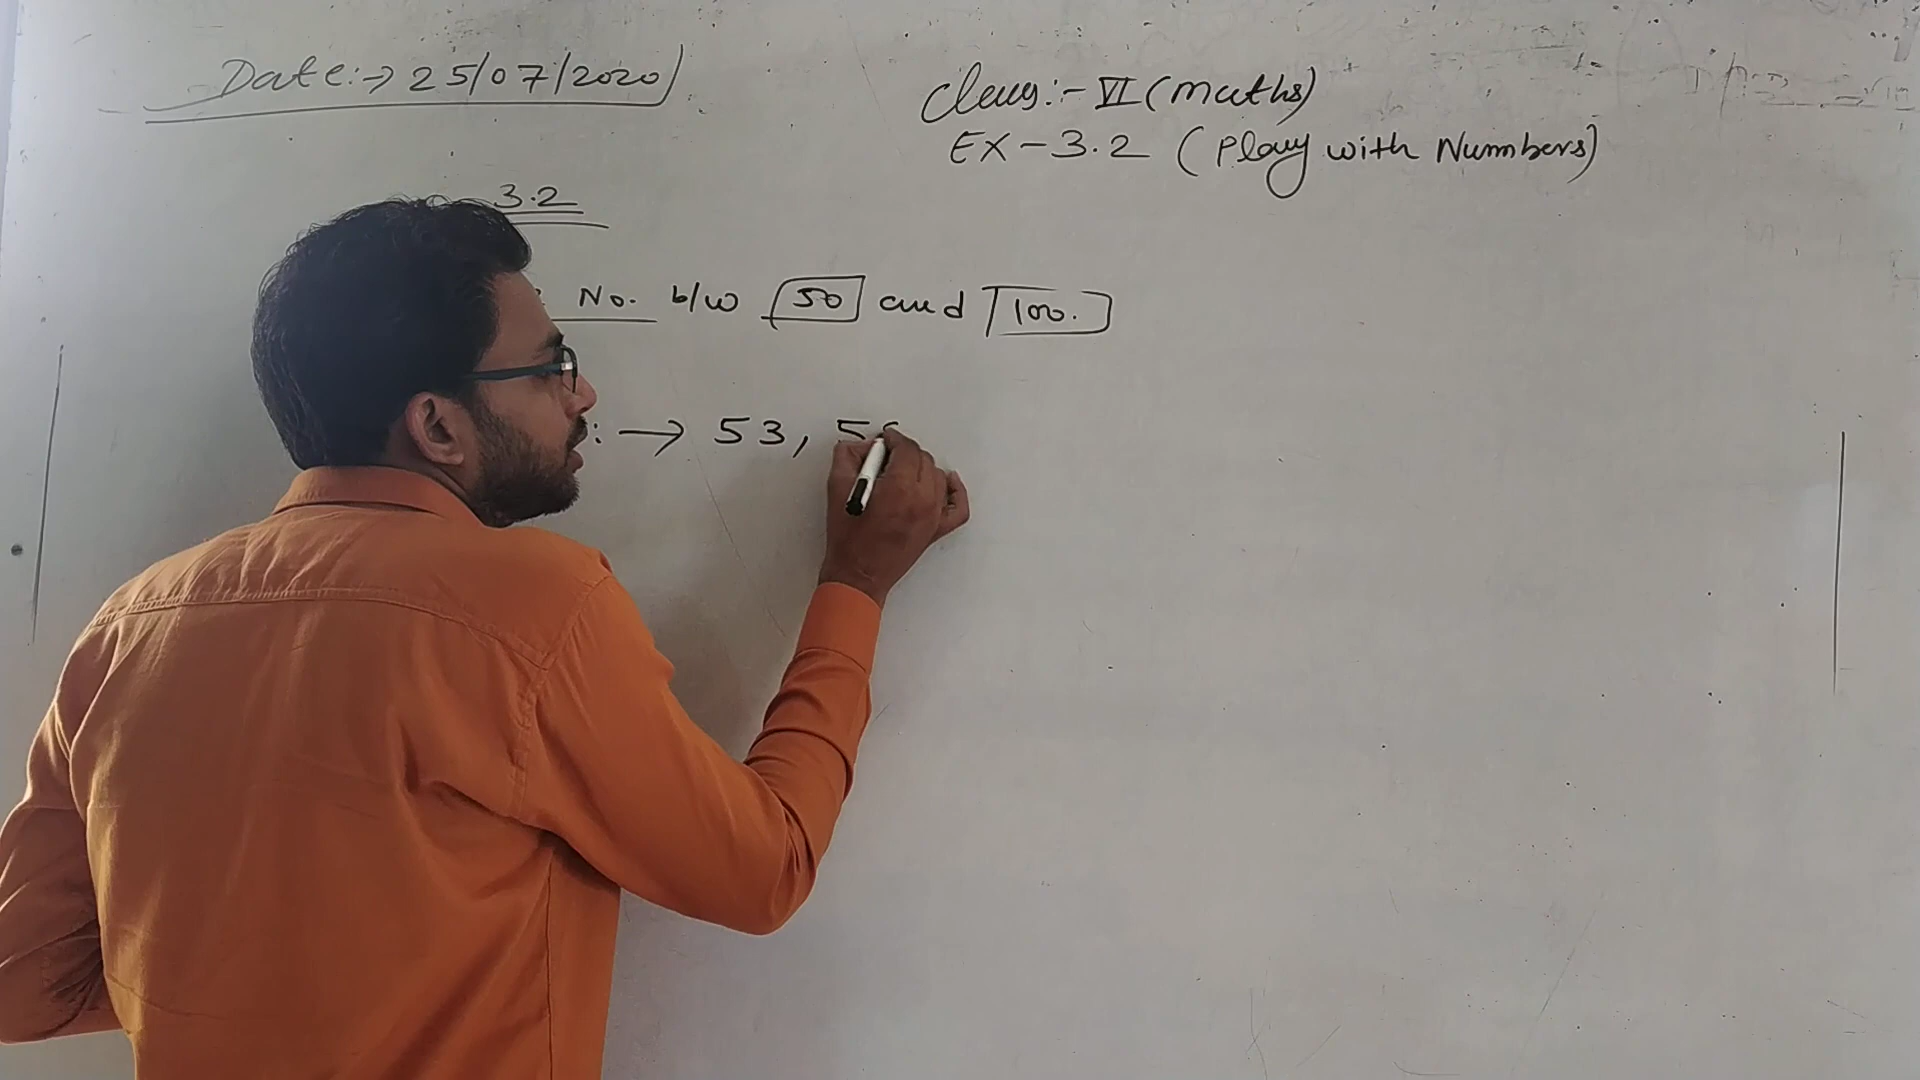 Date:→ 25/07/2020
Class:- VI (Maths)
EX-3.2 (Play with Numbers)
3.2
No. b/w 50 and 100.
: → 53, 5